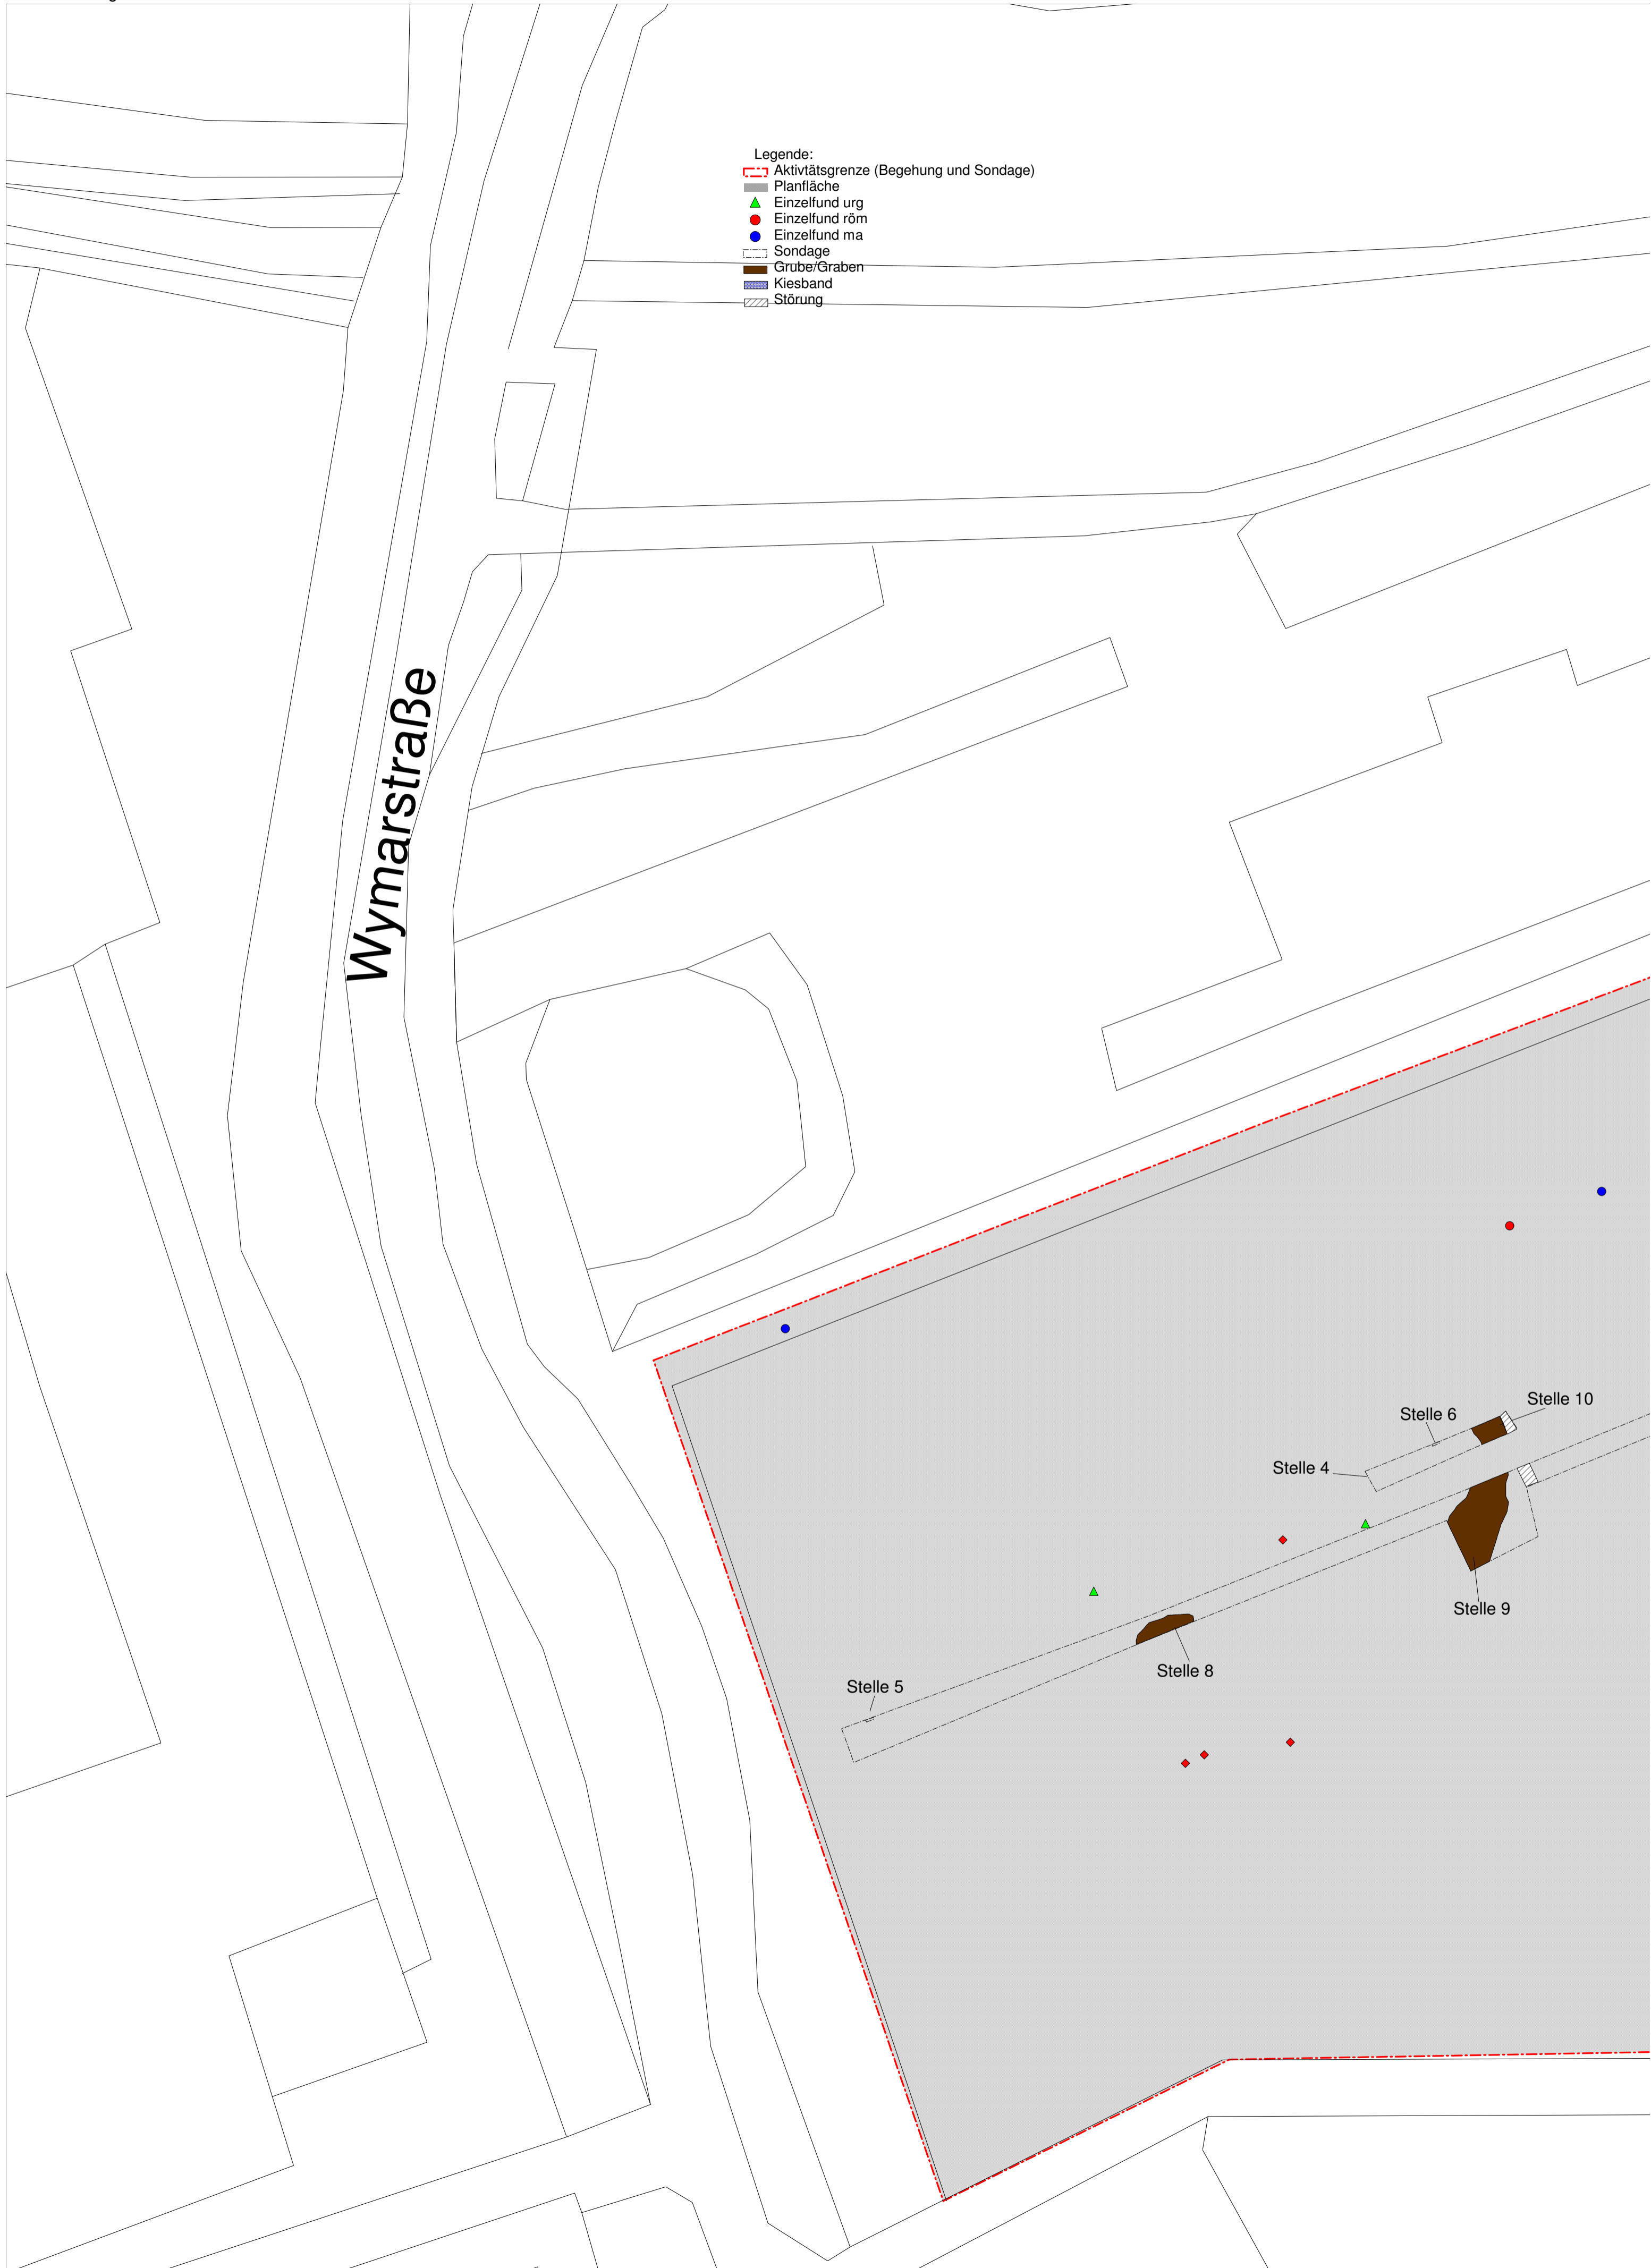 Legende:
Aktivtätsgrenze (Begehung und Sondage)
Planfläche
Einzelfund urg
Einzelfund röm
Einzelfund ma
Sondage
Grube/Graben
Kiesband
Störung
Wymarstraße
Stelle 10
Stelle 6
Stelle 4
Stelle 9
Stelle 8
Stelle 5